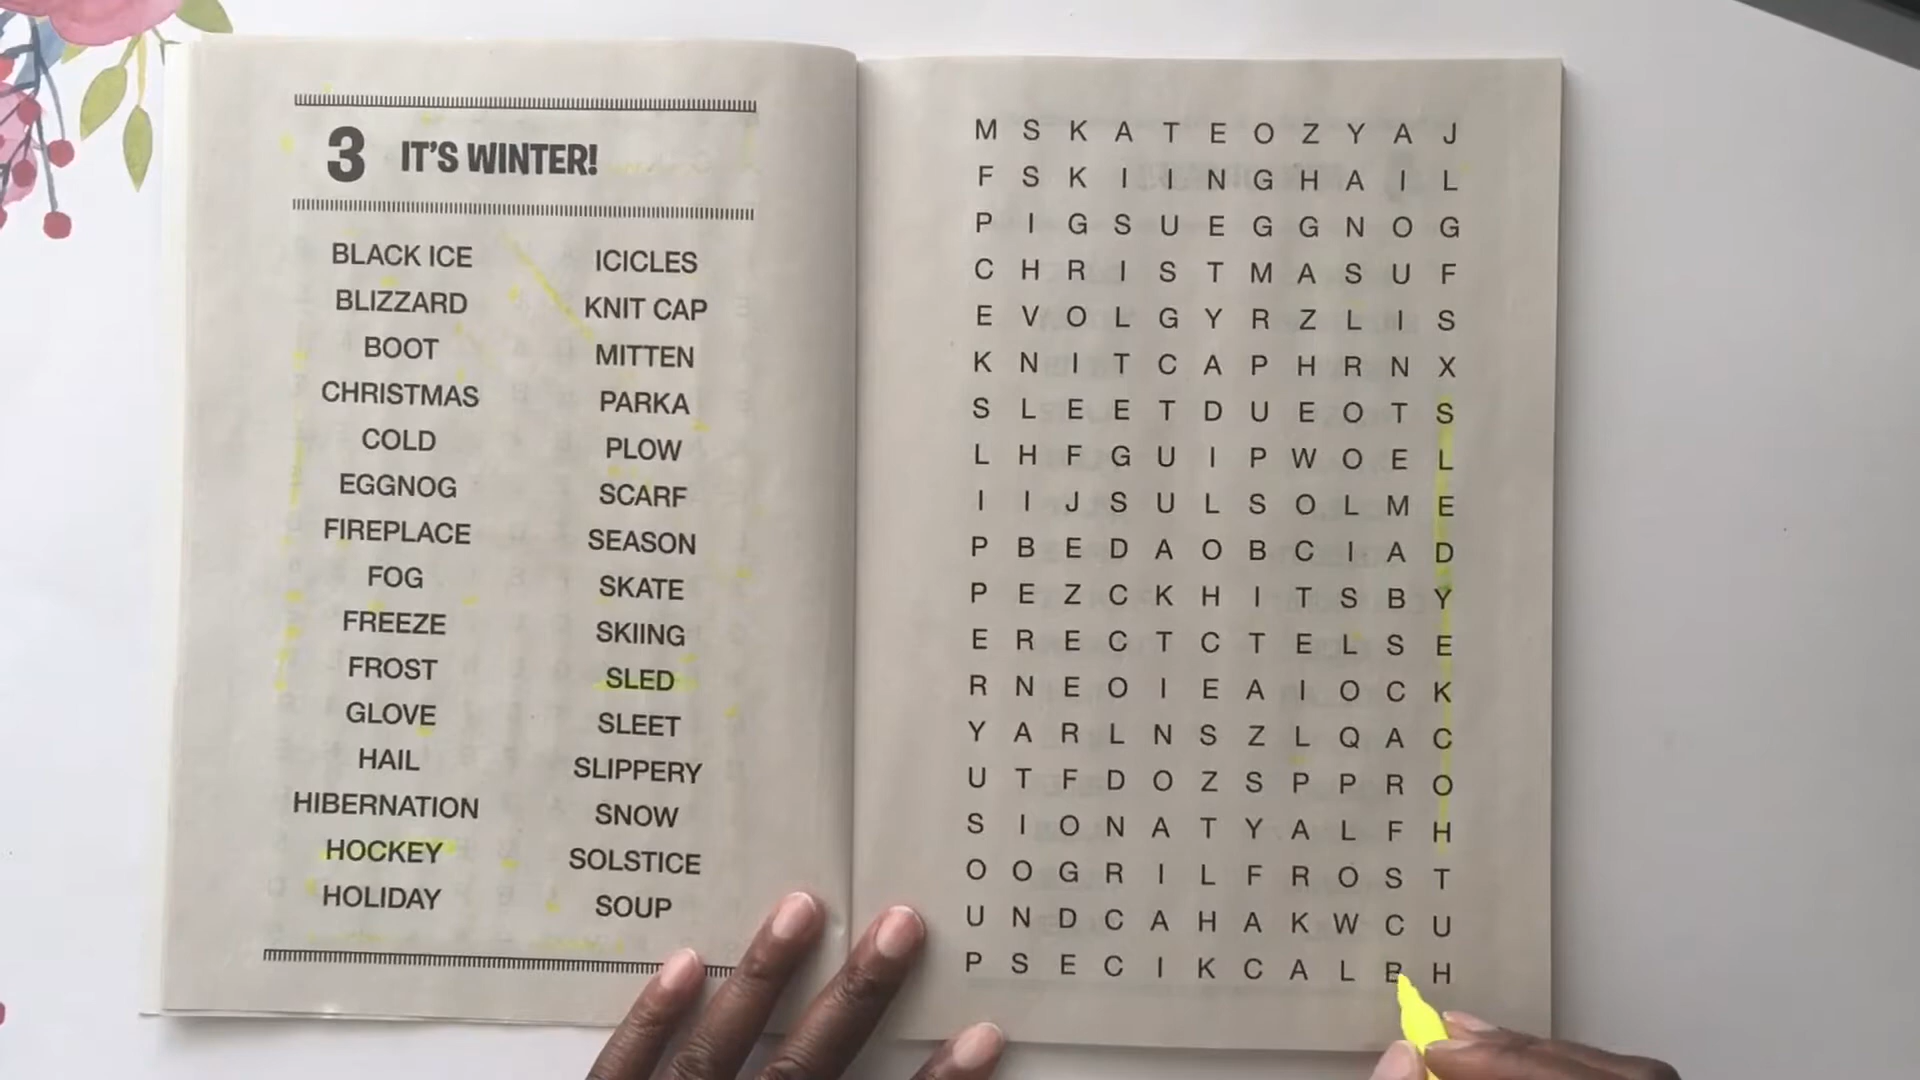 3 IT'S WINTER!
BLACK ICE
BLIZZARD
BOOT
CHRISTMAS
COLD
EGGNOG
FIREPLACE
FOG
FREEZE
FROST
GLOVE
HAIL
HIBERNATION
HOCKEY
HOLIDAY
ICICLES
KNIT CAP
MITTEN
PARKA
PLOW
SCARF
SEASON
SKATE
SKIING
SLED
SLEET
SLIPPERY
SNOW
SOLSTICE
SOUP
M S K A T E O Z Y A J
F S K I I N G H A I L
P I G S U E G G N O G
C H R I S T M A S U F
E V O L G Y R Z L I S
K N I T C A P H R N X
S L E E T D U E O T S
L H F G U I P W O E L
I I J S U L S O L M E
P B E D A O B C I A D
P E Z C K H I T S B Y
E R E C T C T E L S E
R N E O I E A I O C K
Y A R L N S Z L Q A C
U T F D O Z S P P R O
S I O N A T Y A L F H
O O G R I L F R O S T
U N D C A H A K W C U
P S E C I K C A L B H